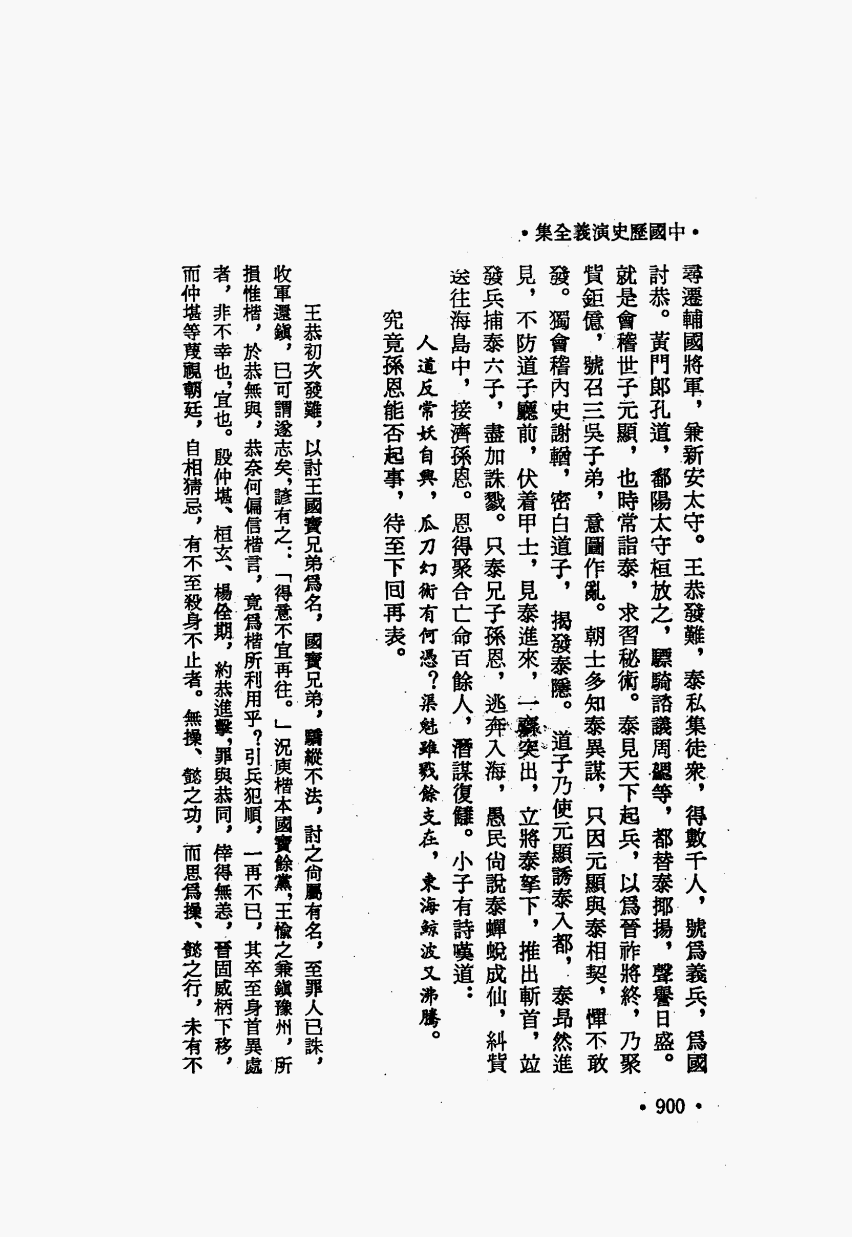 •中國歷史演義全集•
尋遷輔國將軍，兼新安太守。王恭發難，泰私集徒衆，得數千人，號爲義兵，爲國
討恭。黃門郎孔道，鄱陽太守桓放之，驃騎諮議周勰等，都替泰揶揚，聲譽日盛。
就是會稽世子元顯，也時常詣泰，求習秘術。泰見天下起兵，以爲晉祚將終，乃聚
貲鉅億，號召三吳子弟，意圖作亂。朝士多知泰異謀，只因元顯與泰相契，憚不敢
發。獨會稽內史謝輶，密白道子，揭發泰隱。道子乃使元顯誘泰入都，泰昂然進
見，不防道子廳前，伏着甲士，見泰進來，一齊突出，立將泰拏下，推出斬首，竝
發兵捕泰六子，盡加誅戮。只泰兄子孫恩，逃奔入海，愚民尙說泰蟬蛻成仙，糾貲
送往海島中，接濟孫恩。恩得聚合亡命百餘人，潛謀復讎。小子有詩嘆道：
人道反常妖自興，瓜刀幻術有何憑？渠魁雖戮餘支在，東海鯨波又沸騰。
究竟孫恩能否起事，待至下回再表。
王恭初次發難，以討王國寶兄弟爲名，國寶兄弟，驕縱不法，討之尙屬有名，至罪人已誅，
收軍還鎭，已可謂遂志矣，諺有之：「得意不宜再往。」況庾楷本國寶餘黨，王愉之兼鎭豫州，所
損惟楷，於恭無與，恭奈何偏信楷言，竟爲楷所利用乎？引兵犯順，一再不已，其卒至身首異處
者，非不幸也，宜也。殷仲堪、桓玄、楊佺期，約恭進擊，罪與恭同，倖得無恙，晉固威柄下移，
而仲堪等蔑視朝廷，自相猜忌，有不至殺身不止者。無操、懿之功，而思爲操、懿之行，未有不
•900•